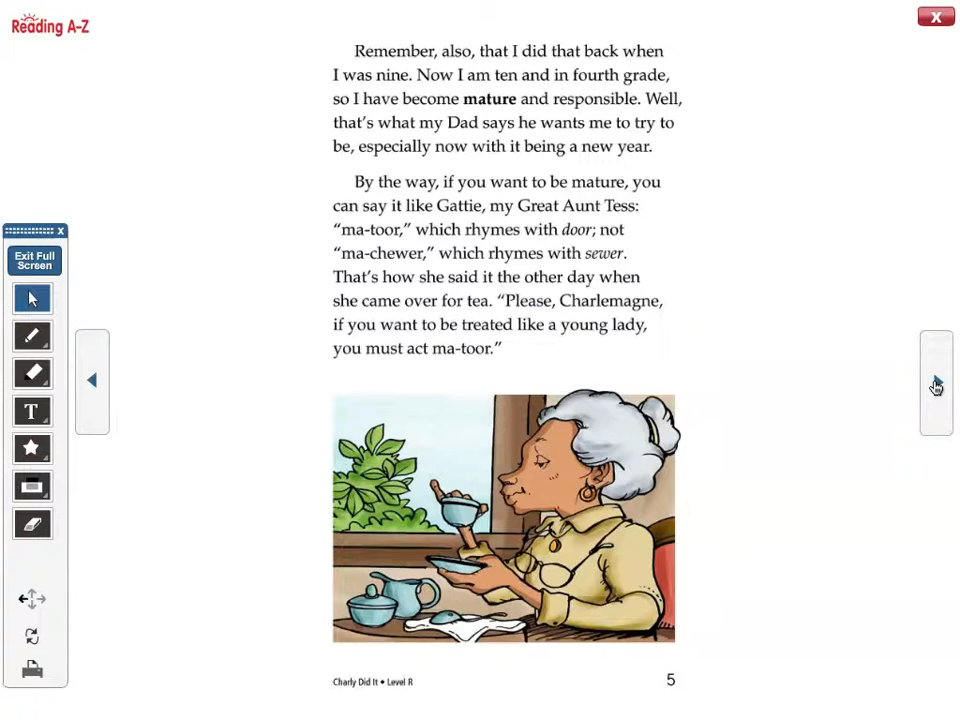 Reading A-Z
X
Remember, also, that I did that back when
I was nine. Now I am ten and in fourth grade,
so I have become mature and responsible. Well,
that's what my Dad says he wants me to try to
be, especially now with it being a new year.
By the way, if you want to be mature, you
can say it like Gattie, my Great Aunt Tess:
“ma-toor,” which rhymes with door; not
“ma-chewer,” which rhymes with sewer.
That's how she said it the other day when
she came over for tea. “Please, Charlemagne,
if you want to be treated like a young lady,
you must act ma-toor.”
x
Exit Full
Screen
T
Charly Did It • Level R
5